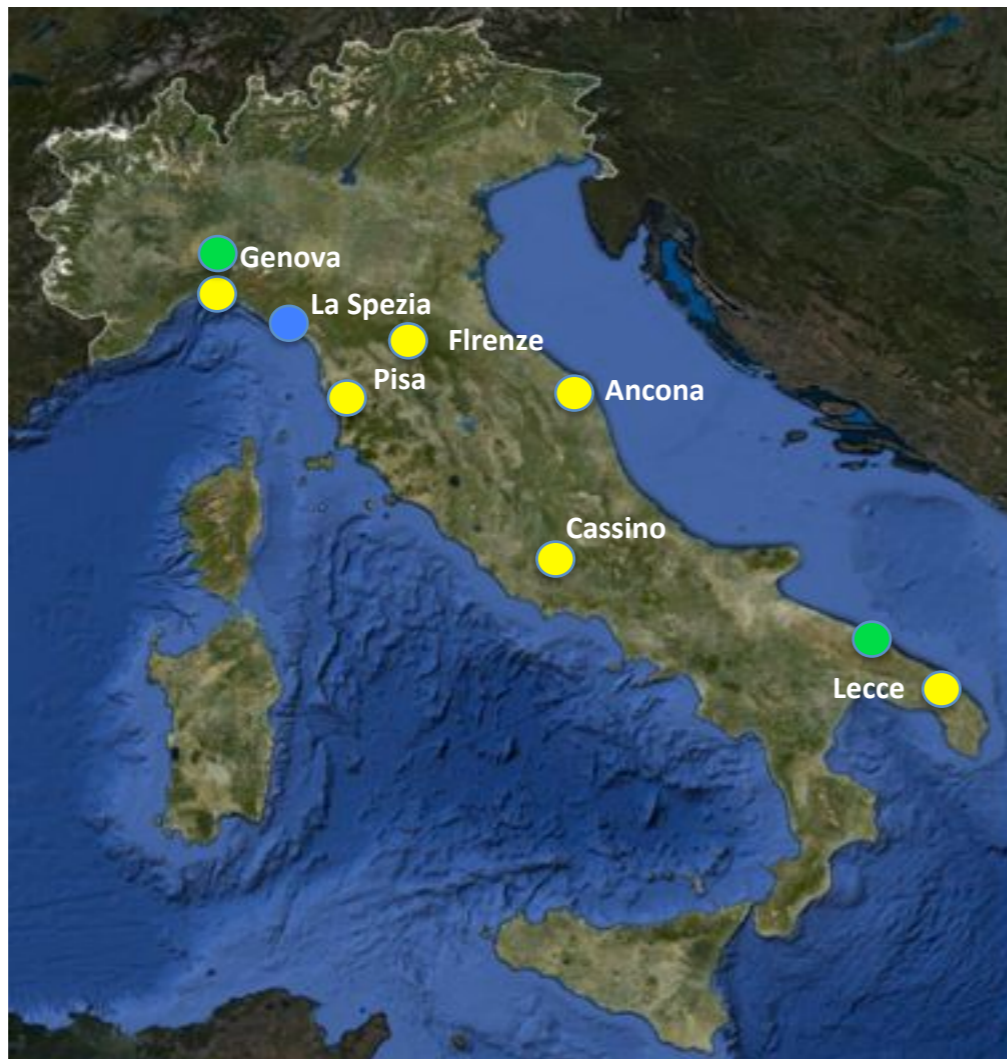 Genova
La Spezia
FIrenze
Pisa
Ancona
Cassino
Lecce